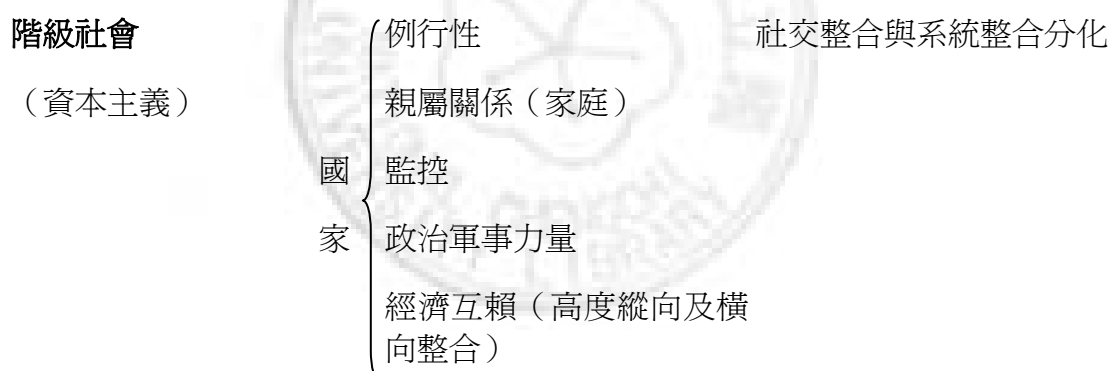 階級社會 例行性 社交整合與系統整合分化
（資本主義） 親屬關係（家庭）
國 監控
家 政治軍事力量
經濟互賴（高度縱向及橫
向整合）